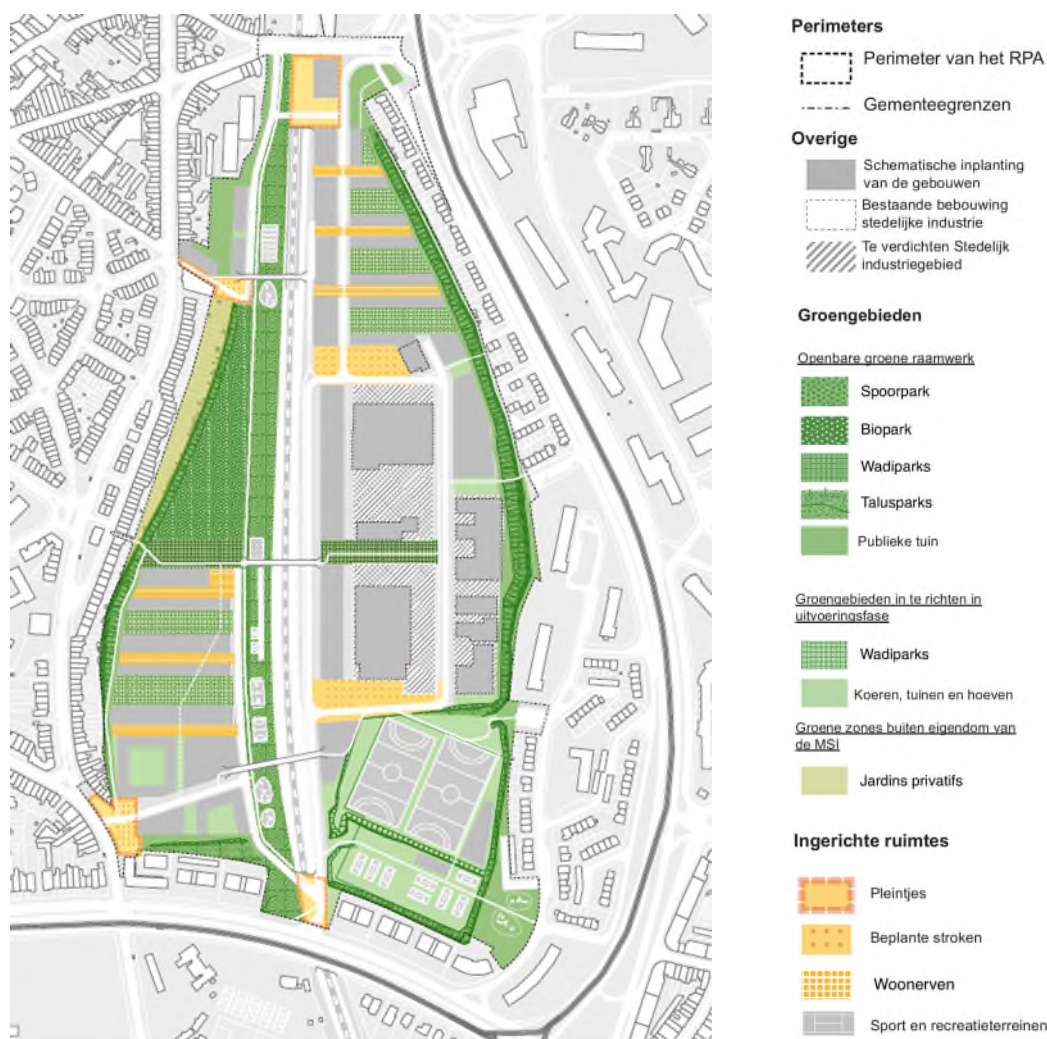 Perimeters
Perimeter van het RPA
Gemeentegrenzen
Overige
Schematische inplanting
van de gebouwen
Bestaande bebouwing
stedelijke industrie
Te verdichten Stedelijk
industriegebied
Groengebieden
Openbare groene raamwerk
Spoorpark
Biopark
Wadiparks
Talusparks
Publieke tuin
Groengebieden in te richten in
uitvoeringsfase
Wadiparks
Koeren, tuinen en hoeven
Groene zones buiten eigendom van
de MSI
Jardins privatifs
Ingerichte ruimtes
Pleintjes
Beplante stroken
Woonerven
Sport en recreatieterreinen